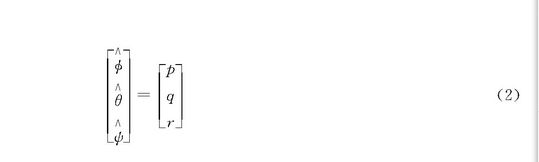 [ϕ̂ θ̂ ψ̂] = [p q r] (2)